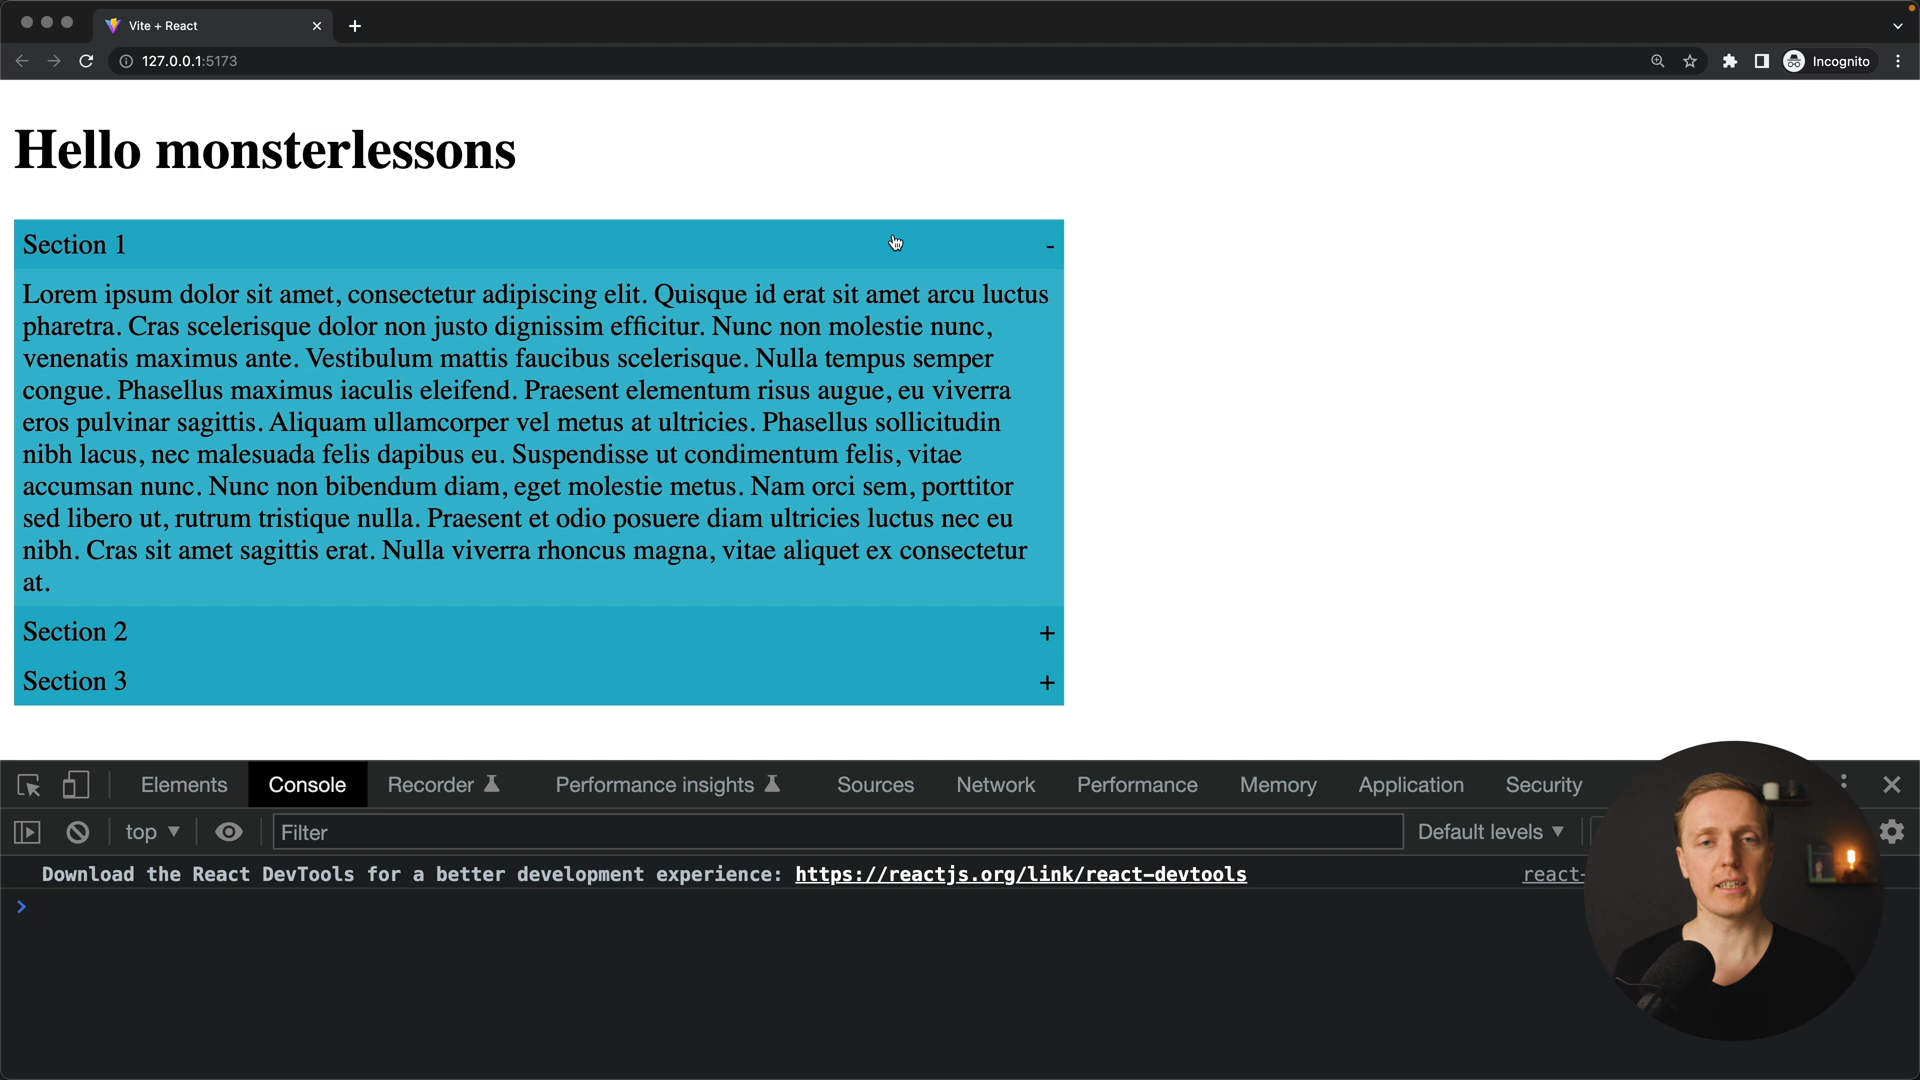 Vite + React
127.0.0.1:5173
Incognito
Hello monsterlessons
Section 1
-
Lorem ipsum dolor sit amet, consectetur adipiscing elit. Quisque id erat sit amet arcu luctus
pharetra. Cras scelerisque dolor non justo dignissim efficitur. Nunc non molestie nunc,
venenatis maximus ante. Vestibulum mattis faucibus scelerisque. Nulla tempus semper
congue. Phasellus maximus iaculis eleifend. Praesent elementum risus augue, eu viverra
eros pulvinar sagittis. Aliquam ullamcorper vel metus at ultricies. Phasellus sollicitudin
nibh lacus, nec malesuada felis dapibus eu. Suspendisse ut condimentum felis, vitae
accumsan nunc. Nunc non bibendum diam, eget molestie metus. Nam orci sem, porttitor
sed libero ut, rutrum tristique nulla. Praesent et odio posuere diam ultricies luctus nec eu
nibh. Cras sit amet sagittis erat. Nulla viverra rhoncus magna, vitae aliquet ex consectetur
at.
Section 2 +
Section 3 +
Elements Console Recorder Performance insights Sources Network Performance Memory Application Security
top Filter Default levels
Download the React DevTools for a better development experience: https://reactjs.org/link/react-devtools react-